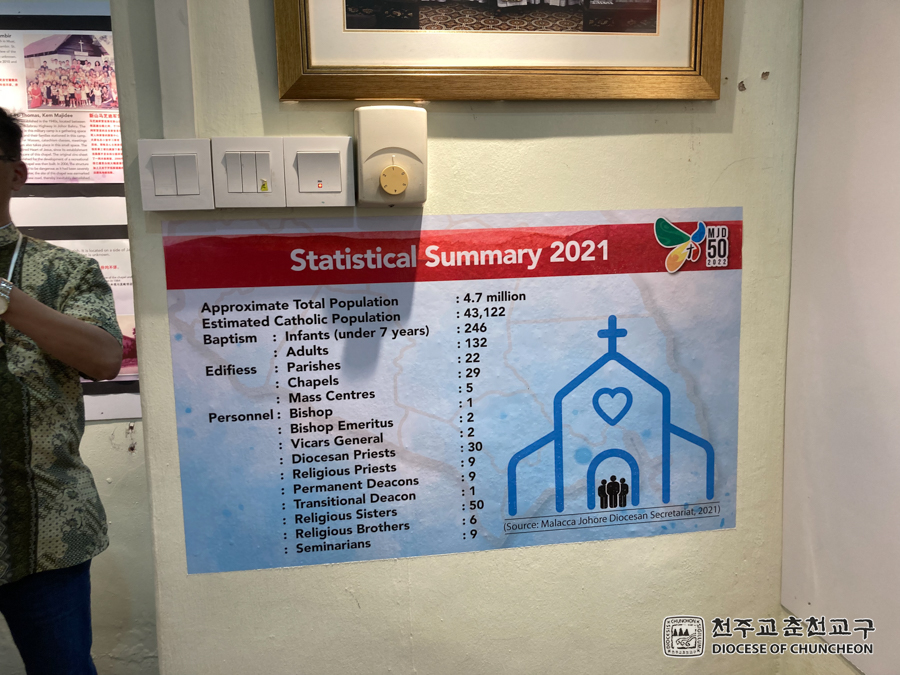 Statistical Summary 2021
MJD
50
2022
Approximate Total Population : 4.7 million
Estimated Catholic Population : 43,122
Baptism : Infants (under 7 years) : 246
: Adults : 132
Edifiess : Parishes : 22
: Chapels : 29
: Mass Centres : 5
Personnel : Bishop : 1
: Bishop Emeritus : 2
: Vicars General : 2
: Diocesan Priests : 30
: Religious Priests : 9
: Permanent Deacons : 9
: Transitional Deacon : 1
: Religious Sisters : 50
: Religious Brothers : 6
: Seminarians : 9
(Source: Malacca Johore Diocesan Secretariat, 2021)
천주교 춘천교구
DIOCESE OF CHUNCHEON